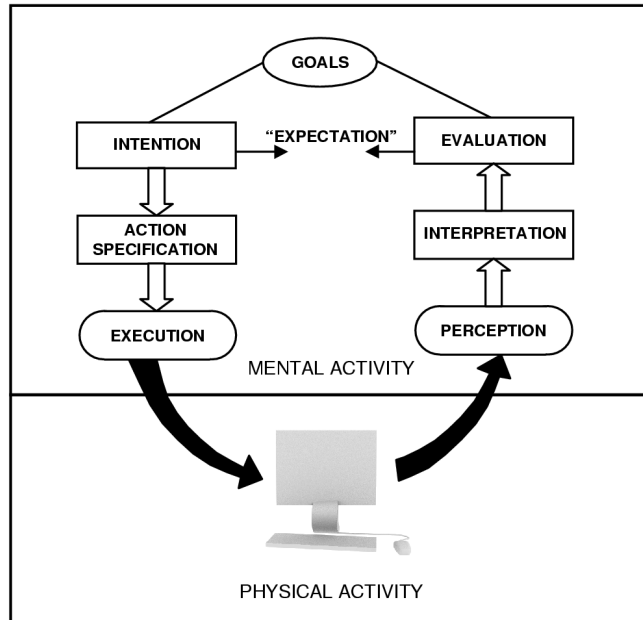 GOALS
INTENTION
“EXPECTATION”
EVALUATION
ACTION
SPECIFICATION
INTERPRETATION
EXECUTION
PERCEPTION
MENTAL ACTIVITY
PHYSICAL ACTIVITY